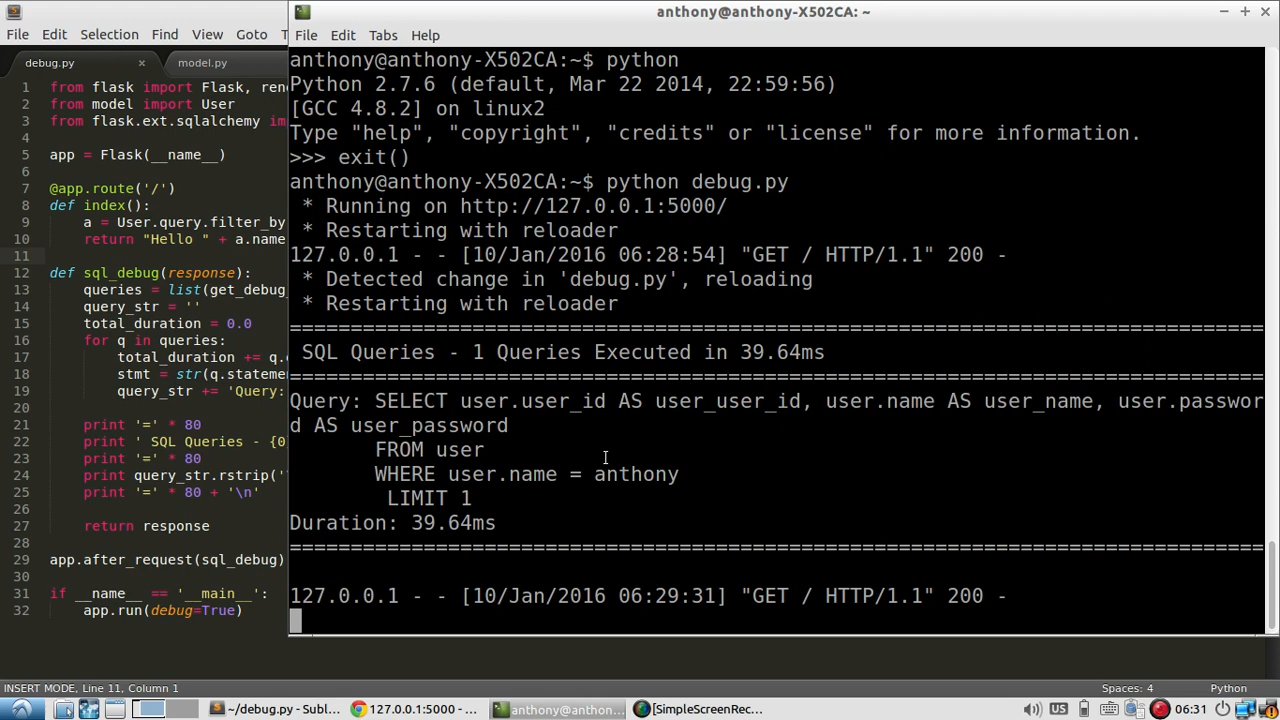 anthony@anthony-X502CA: ~
File Edit Selection Find View Goto
File Edit Tabs Help
debug.py × model.py
1 from flask import Flask,
2 from model import User
3 from flask.ext.sqlalchemy
4
5 app = Flask(__name__)
6
7 @app.route('/')
8 def index():
9 a = User.query.filter_by
10 return "Hello " + a.name
11
12 def sql_debug(response):
13 queries = list(get_debug_
14 query_str = ''
15 total_duration = 0.0
16 for q in queries:
17 total_duration += q.
18 stmt = str(q.statem
19 query_str += 'Query:
20
21 print '=' * 80
22 print ' SQL Queries - {0
23 print '=' * 80
24 print query_str.rstrip('
25 print '=' * 80 + '\n'
26
27 return response
28
29 app.after_request(sql_debug)
30
31 if __name__ == '__main__':
32 app.run(debug=True)
anthony@anthony-X502CA:~$ python
Python 2.7.6 (default, Mar 22 2014, 22:59:56)
[GCC 4.8.2] on linux2
Type "help", "copyright", "credits" or "license" for more information.
>>> exit()
anthony@anthony-X502CA:~$ python debug.py
* Running on http://127.0.0.1:5000/
* Restarting with reloader
127.0.0.1 - - [10/Jan/2016 06:28:54] "GET / HTTP/1.1" 200 -
* Detected change in 'debug.py', reloading
* Restarting with reloader
================================================================================
SQL Queries - 1 Queries Executed in 39.64ms
================================================================================
Query: SELECT user.user_id AS user_user_id, user.name AS user_name, user.passwor
d AS user_password
FROM user
WHERE user.name = anthony
LIMIT 1
Duration: 39.64ms
================================================================================
127.0.0.1 - - [10/Jan/2016 06:29:31] "GET / HTTP/1.1" 200 -
INSERT MODE, Line 11, Column 1 Spaces: 4 Python
~/debug.py - Subl... 127.0.0.1:5000 - ... anthony@anthon... [SimpleScreenRec... US 06:31